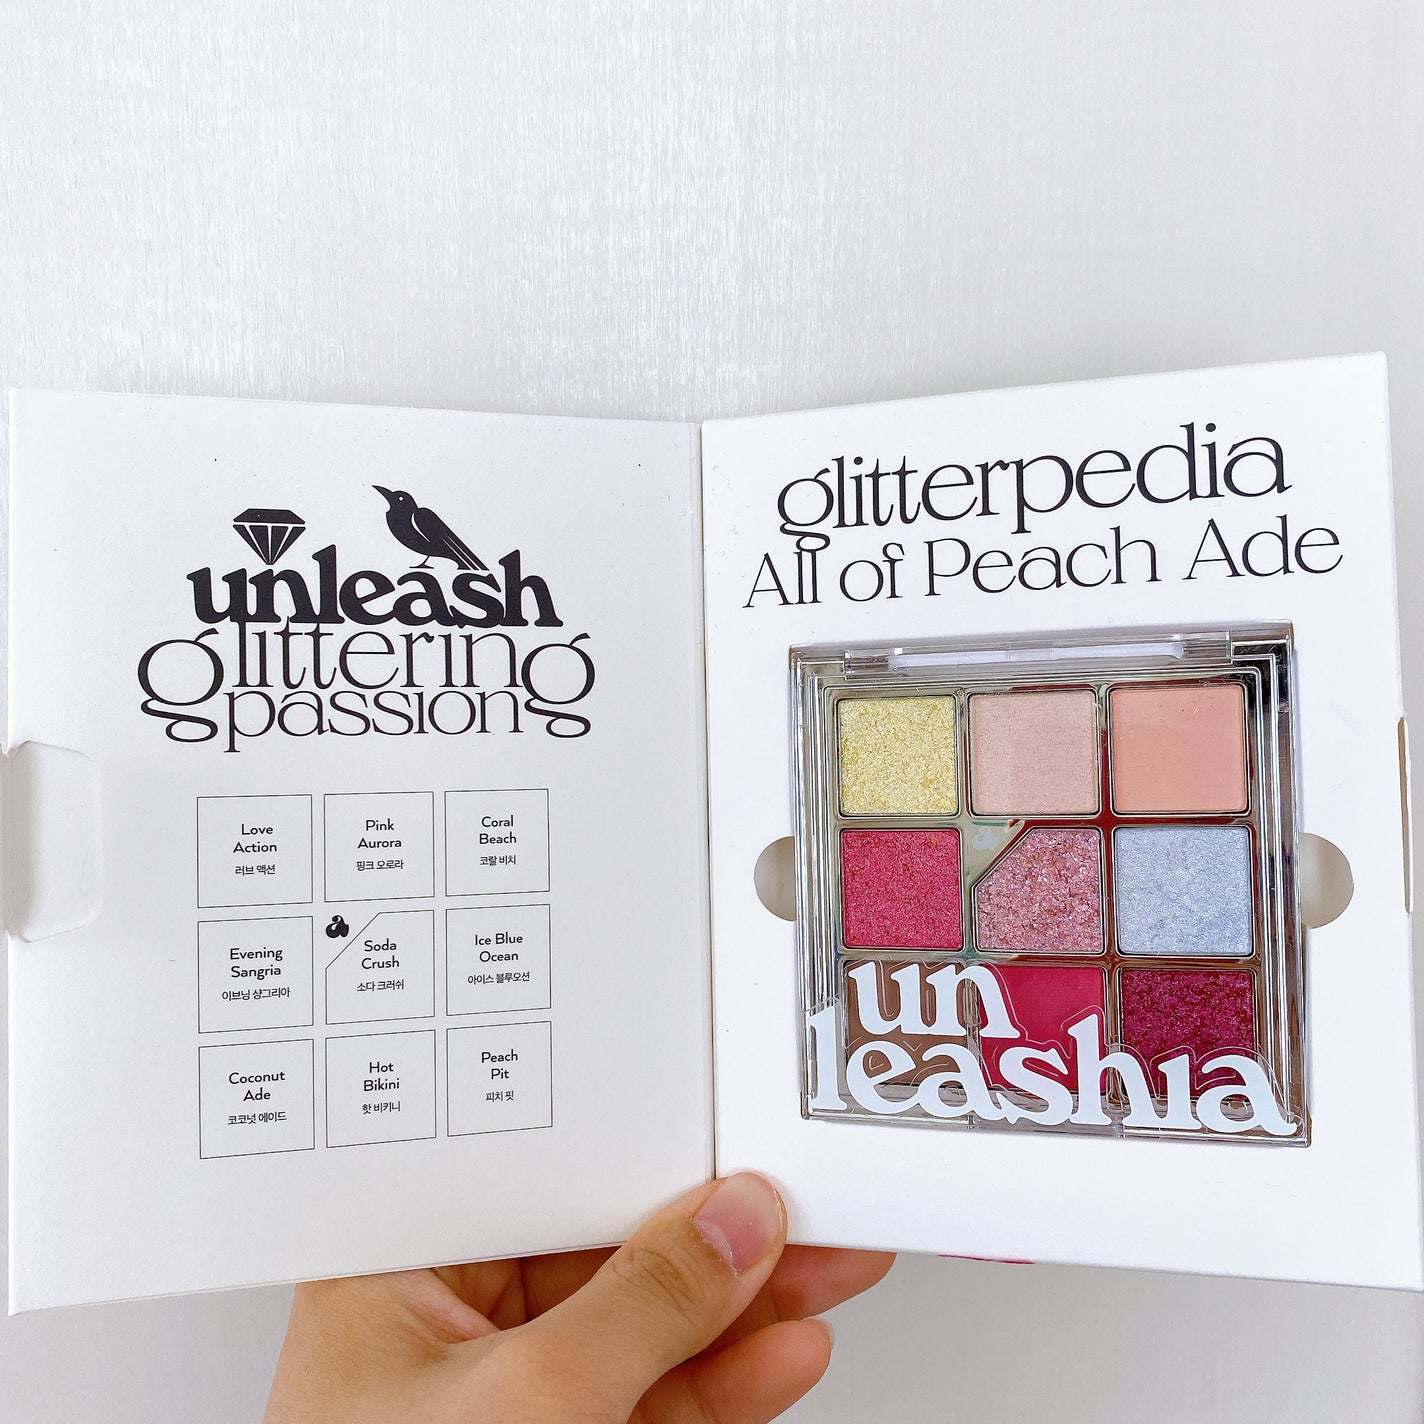 unleash
glittering
passion
Love
Action
러브 액션
Pink
Aurora
핑크 오로라
Coral
Beach
코랄 비치
Evening
Sangria
이브닝 샹그리아
a
Soda
Crush
소다 크러쉬
Ice Blue
Ocean
아이스 블루오션
Coconut
Ade
코코넛 에이드
Hot
Bikini
핫 비키니
Peach
Pit
피치 핏
glitterpedia
All of Peach Ade
un
leashia